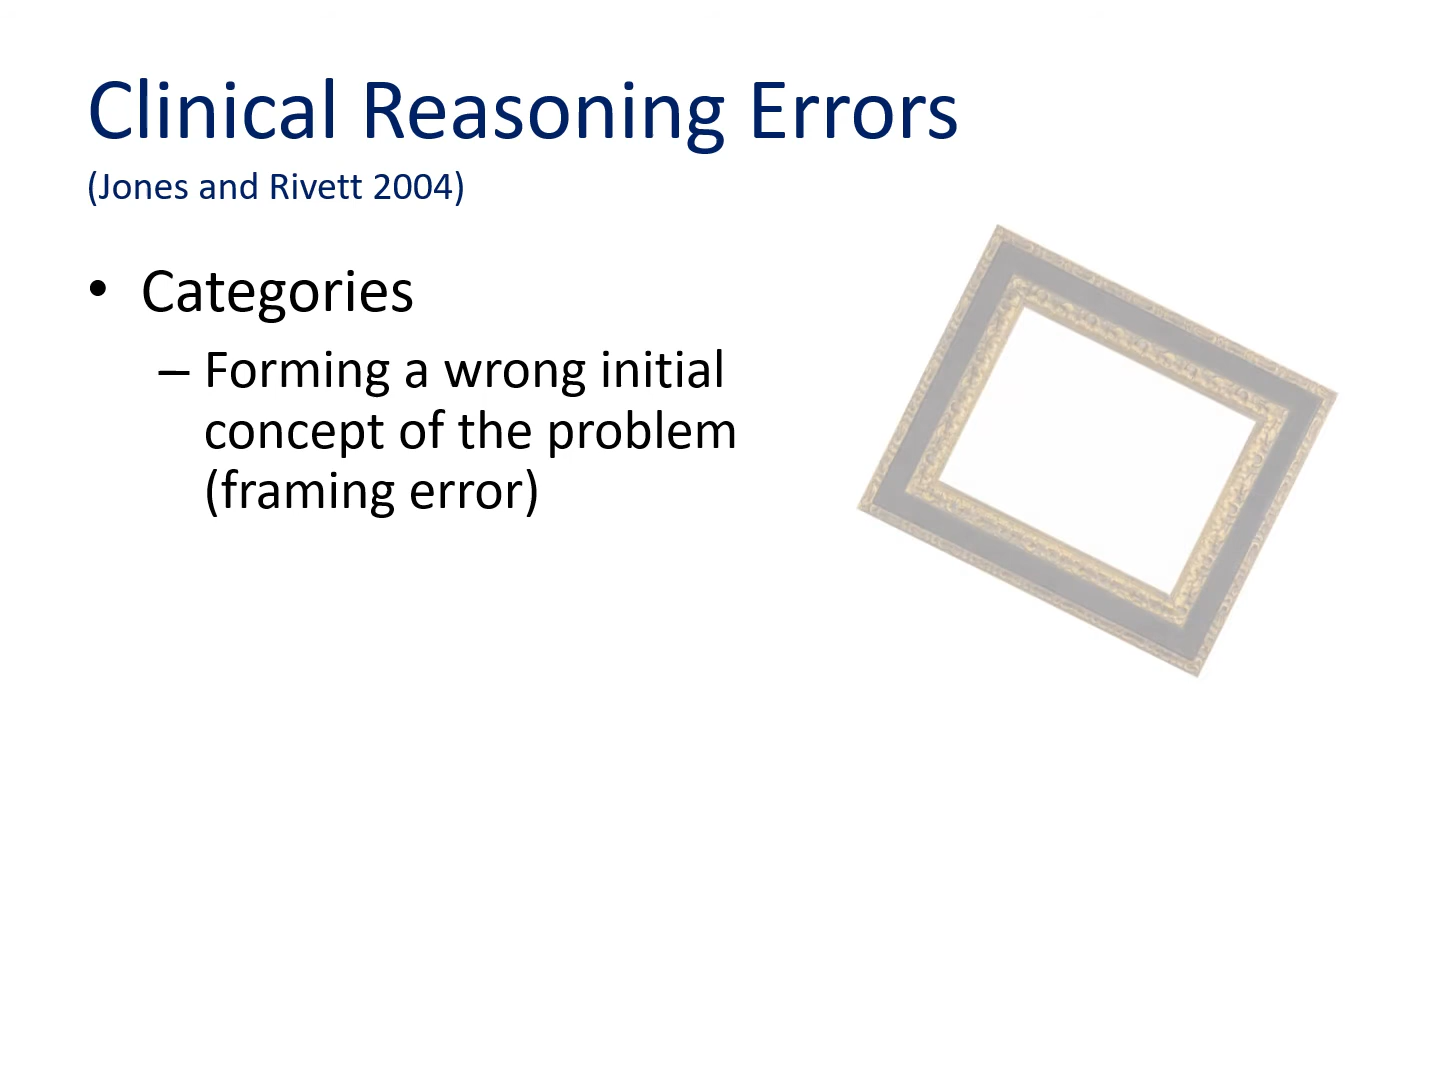 Clinical Reasoning Errors
(Jones and Rivett 2004)
• Categories
– Forming a wrong initial
concept of the problem
(framing error)